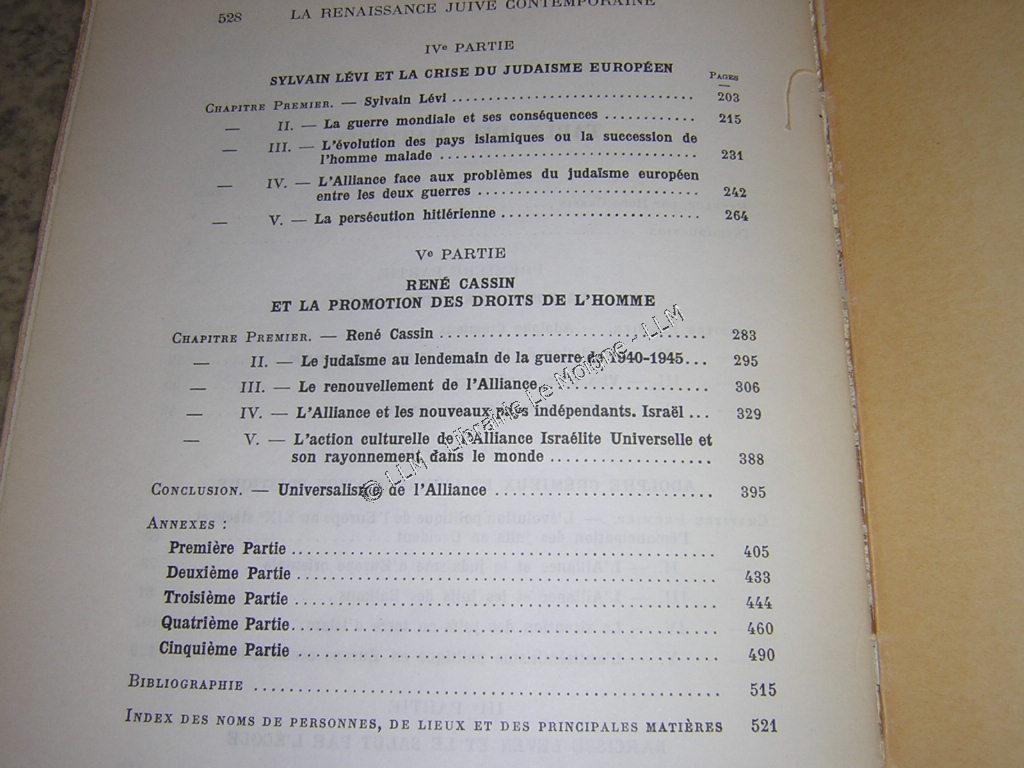 528 LA RENAISSANCE JUIVE CONTEMPORAINE
IVe PARTIE
SYLVAIN LÉVI ET LA CRISE DU JUDAISME EUROPÉEN
PAGES
CHAPITRE PREMIER. — Sylvain Lévi ................................ 203
— II. — La guerre mondiale et ses conséquences ............ 215
— III. — L'évolution des pays islamiques ou la succession de
l'homme malade .................................. 231
— IV. — L'Alliance face aux problèmes du judaïsme européen
entre les deux guerres ............................. 242
— V. — La persécution hitlérienne .......................... 264
Ve PARTIE
RENÉ CASSIN
ET LA PROMOTION DES DROITS DE L'HOMME
CHAPITRE PREMIER. — René Cassin ................................ 283
— II. — Le judaïsme au lendemain de la guerre de 1940-1945... 295
— III. — Le renouvellement de l'Alliance...................... 306
— IV. — L'Alliance et les nouveaux pays indépendants. Israël ... 329
— V. — L'action culturelle de l'Alliance Israélite Universelle et
son rayonnement dans le monde ................... 388
CONCLUSION. — Universalisme de l'Alliance ........................ 395
ANNEXES :
Première Partie ................................................ 405
Deuxième Partie ................................................ 433
Troisième Partie ................................................ 444
Quatrième Partie................................................ 460
Cinquième Partie ................................................ 490
BIBLIOGRAPHIE ................................................ 515
INDEX DES NOMS DE PERSONNES, DE LIEUX ET DES PRINCIPALES MATIÈRES 521
© LLM - Librairie Le Moigne - LLM